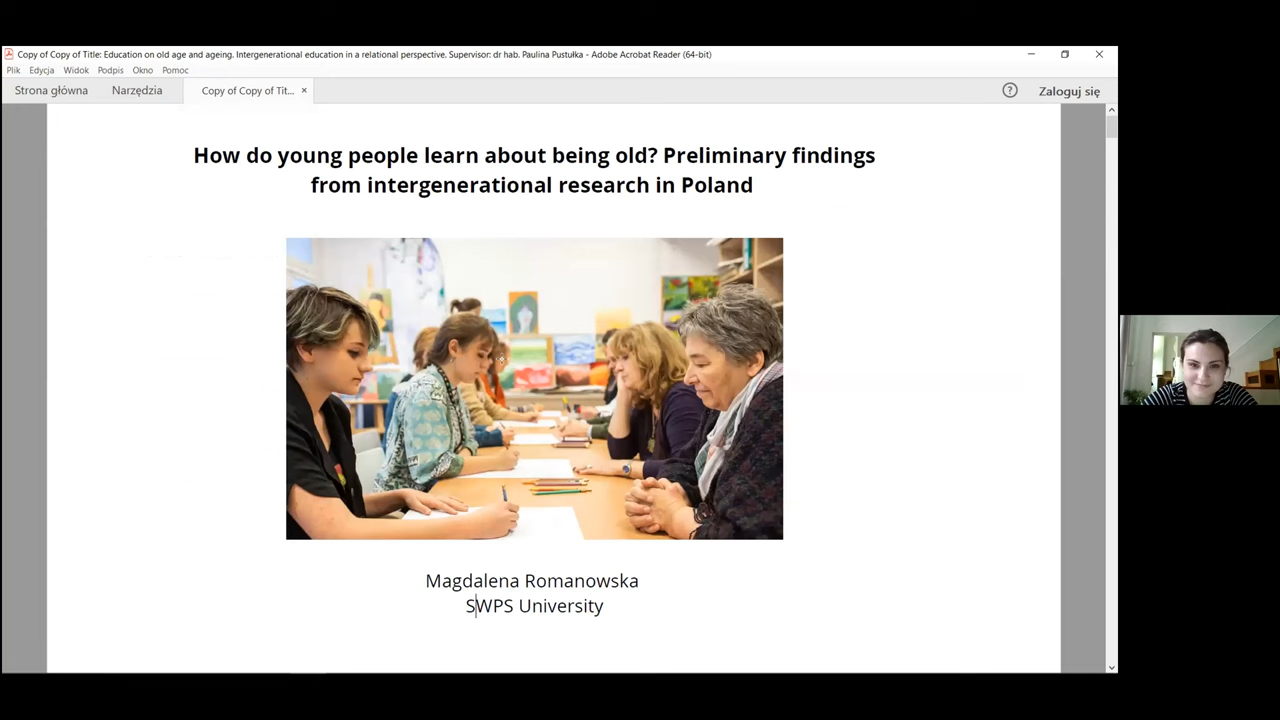 Copy of Copy of Title: Education on old age and ageing. Intergenerational education in a relational perspective. Supervisor: dr hab. Paulina Pustułka - Adobe Acrobat Reader (64-bit)
Plik Edycja Widok Podpis Okno Pomoc
Strona główna Narzędzia Copy of Copy of Tit... × ? Zaloguj się
How do young people learn about being old? Preliminary findings
from intergenerational research in Poland
Magdalena Romanowska
SWPS University